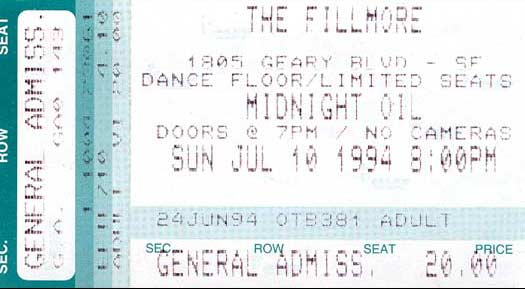 THE FILLMORE
1805 GEARY BLVD - SF
DANCE FLOOR/LIMITED SEATS
MIDNIGHT OIL
DOORS @ 7PM / NO CAMERAS
SUN JUL 10 1994 8:00PM
24JUN94 OTB381 ADULT
SEC. ROW SEAT PRICE
GENERAL ADMISS. 20.00
SEC. ROW SEAT
GENERAL ADMISS.